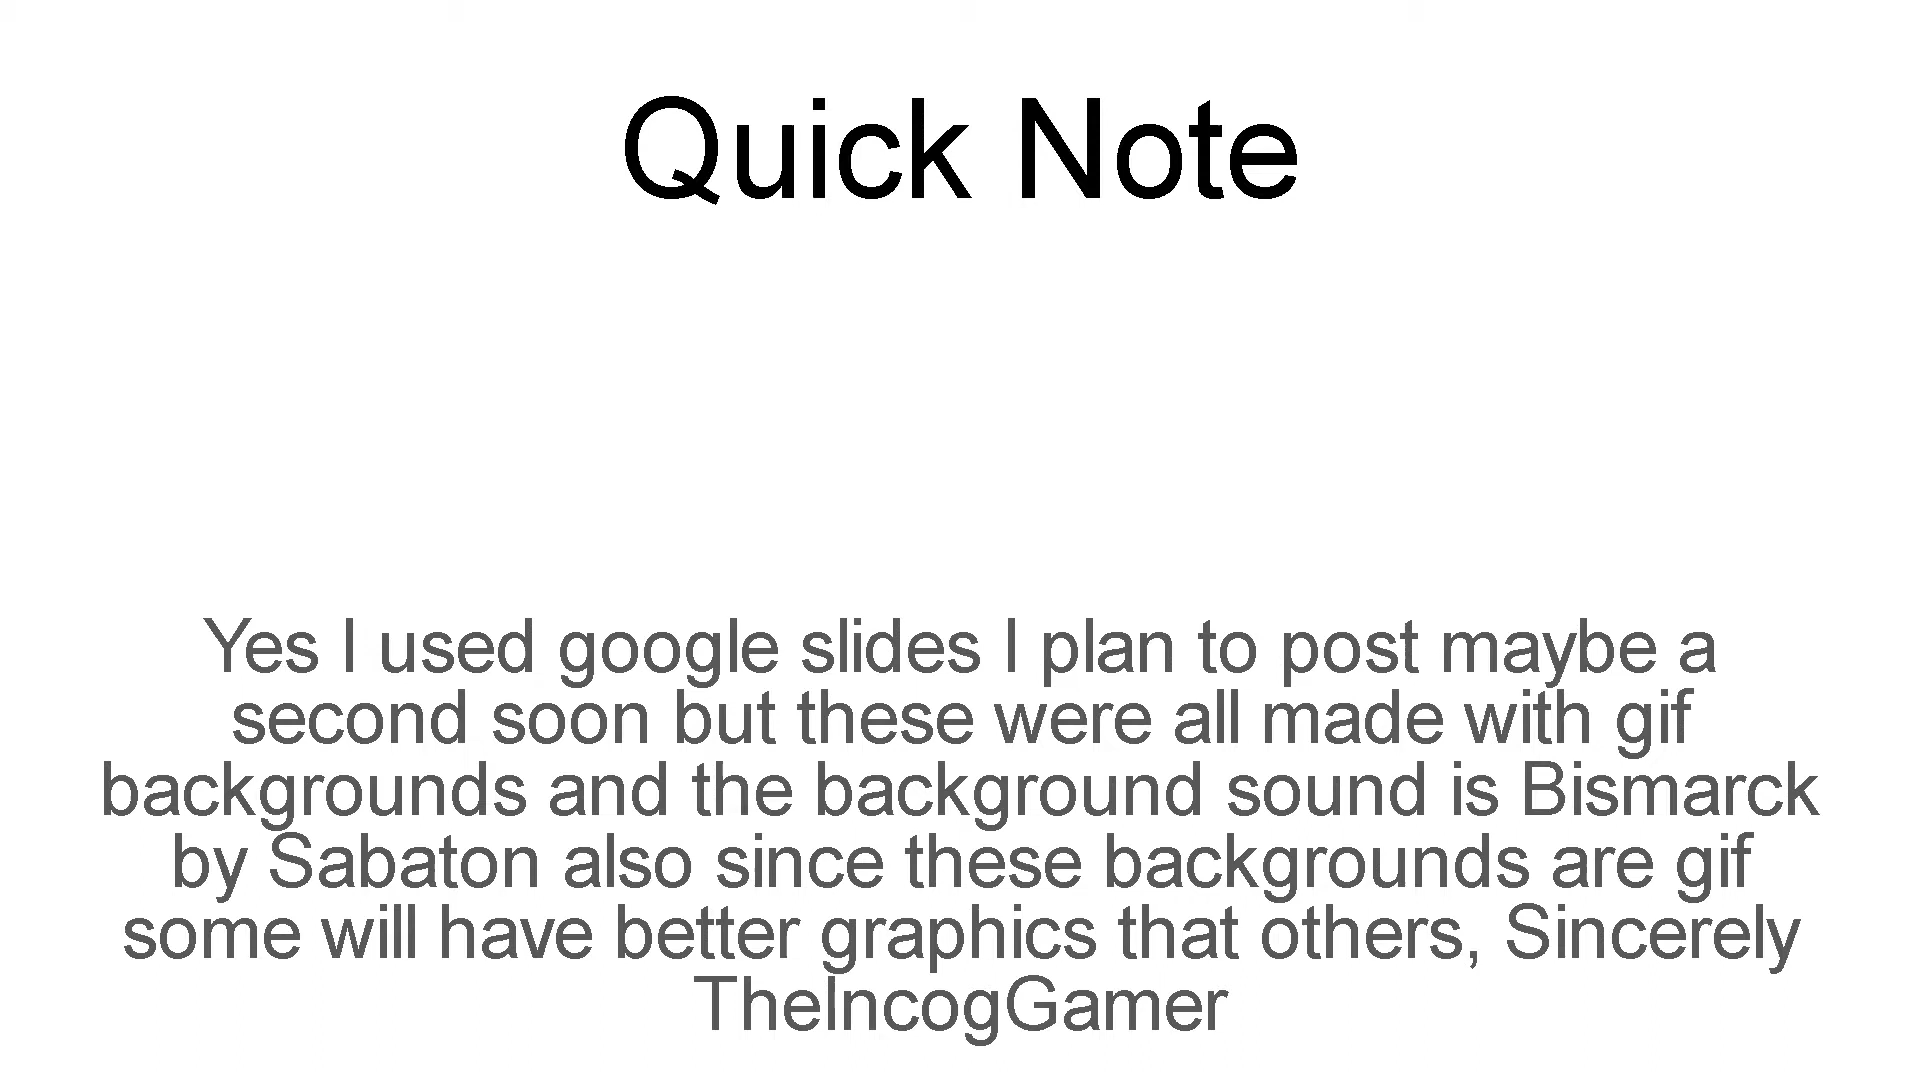 Quick Note
Yes I used google slides I plan to post maybe a
second soon but these were all made with gif
backgrounds and the background sound is Bismarck
by Sabaton also since these backgrounds are gif
some will have better graphics that others, Sincerely
TheIncogGamer